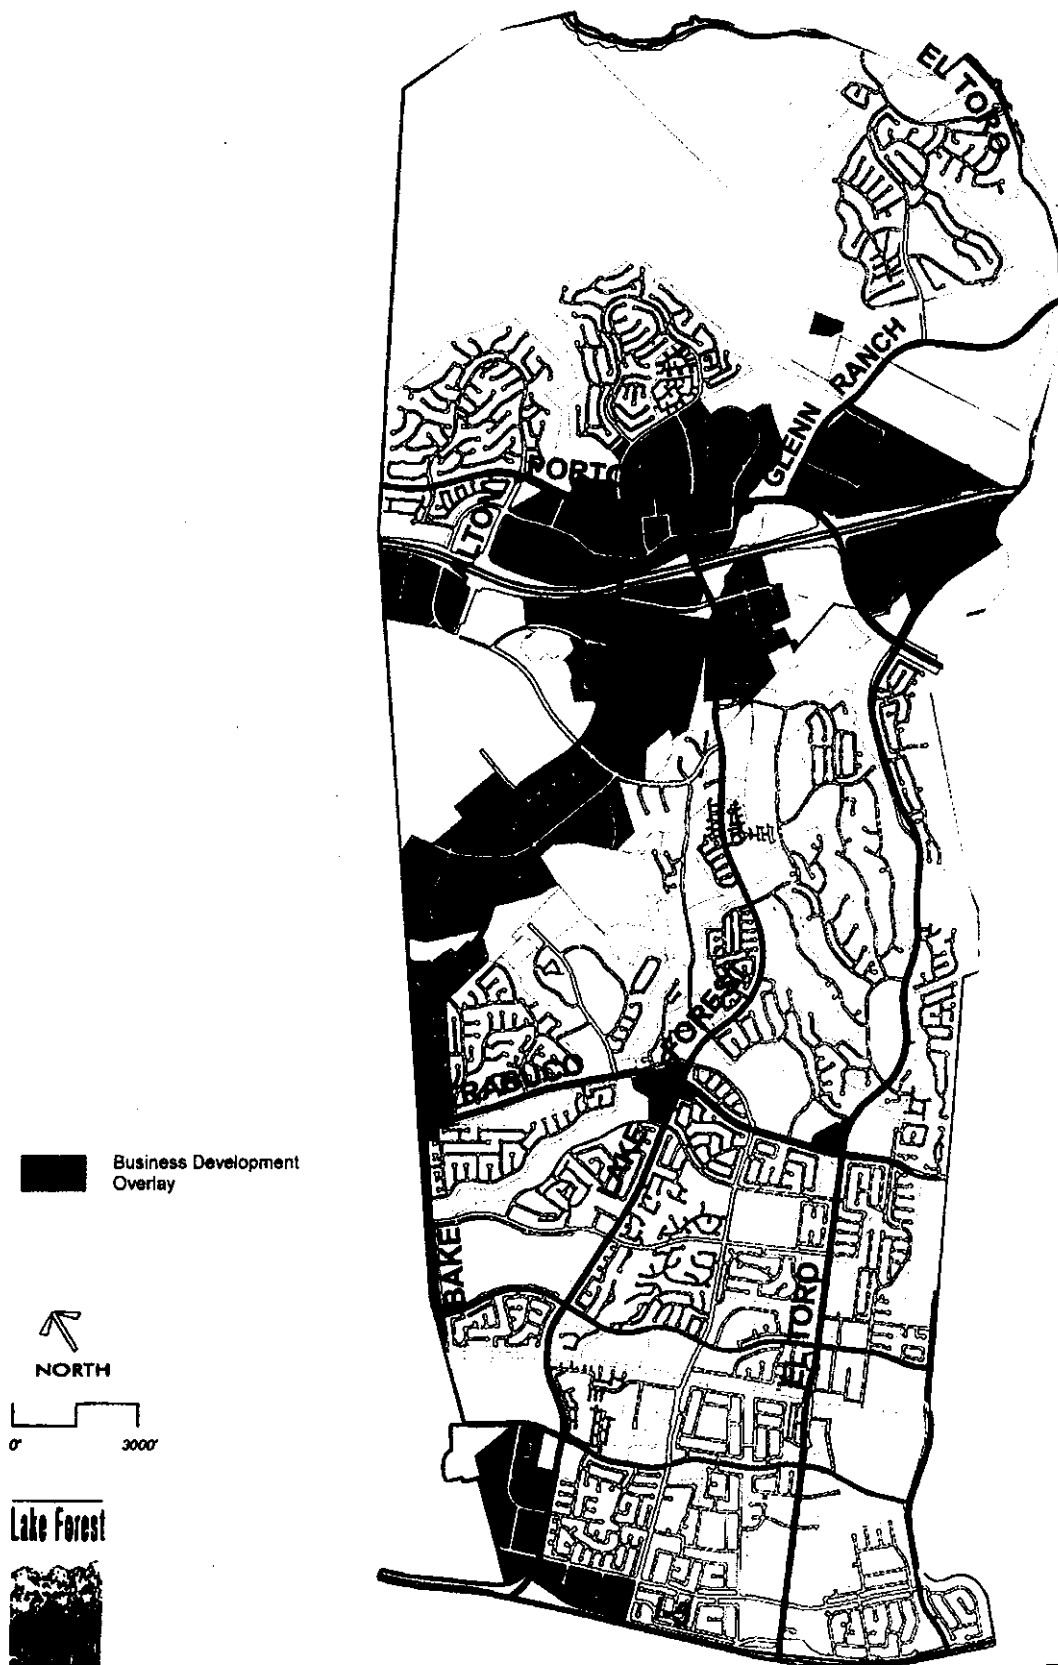 EL TORO
GLENN RANCH
PORTO
LTON
FOREST
RABUCO
LAKE
Business Development
Overlay
BAKE
EL TORO
NORTH
0' 3000'
Lake Forest